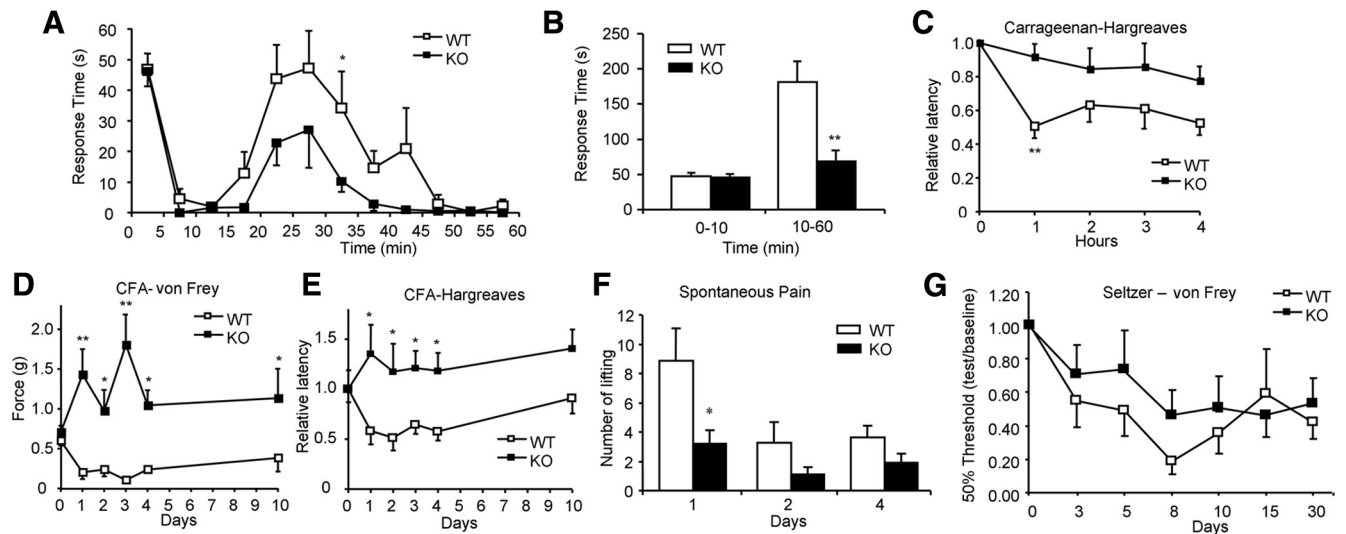 A
WT
KO
*
Response Time (s)
60
50
40
30
20
10
0
0 5 10 15 20 25 30 35 40 45 50 55 60
Time (min)
B
WT
KO
**
Response Time (s)
250
200
150
100
50
0
0-10 10-60
Time (min)
C
Carrageenan-Hargreaves
Relative latency
1.0
0.8
0.6
0.4
0.2
0
**
WT
KO
0 1 2 3 4
Hours
D
CFA- von Frey
** * ** * *
WT
KO
Force (g)
2.0
1.5
1.0
0.5
0
0 1 2 3 4 5 6 7 8 9 10
Days
E
CFA-Hargreaves
* * * *
Relative latency
1.5
1.0
0.5
0
WT
KO
0 1 2 3 4 5 6 7 8 9 10
Days
F
Spontaneous Pain
WT
KO
*
Number of lifting
12
10
8
6
4
2
0
1 2 4
Days
G
Seltzer – von Frey
WT
KO
50% Threshold (test/baseline)
1.20
1.00
0.80
0.60
0.40
0.20
0.00
0 3 5 8 10 15 30
Days